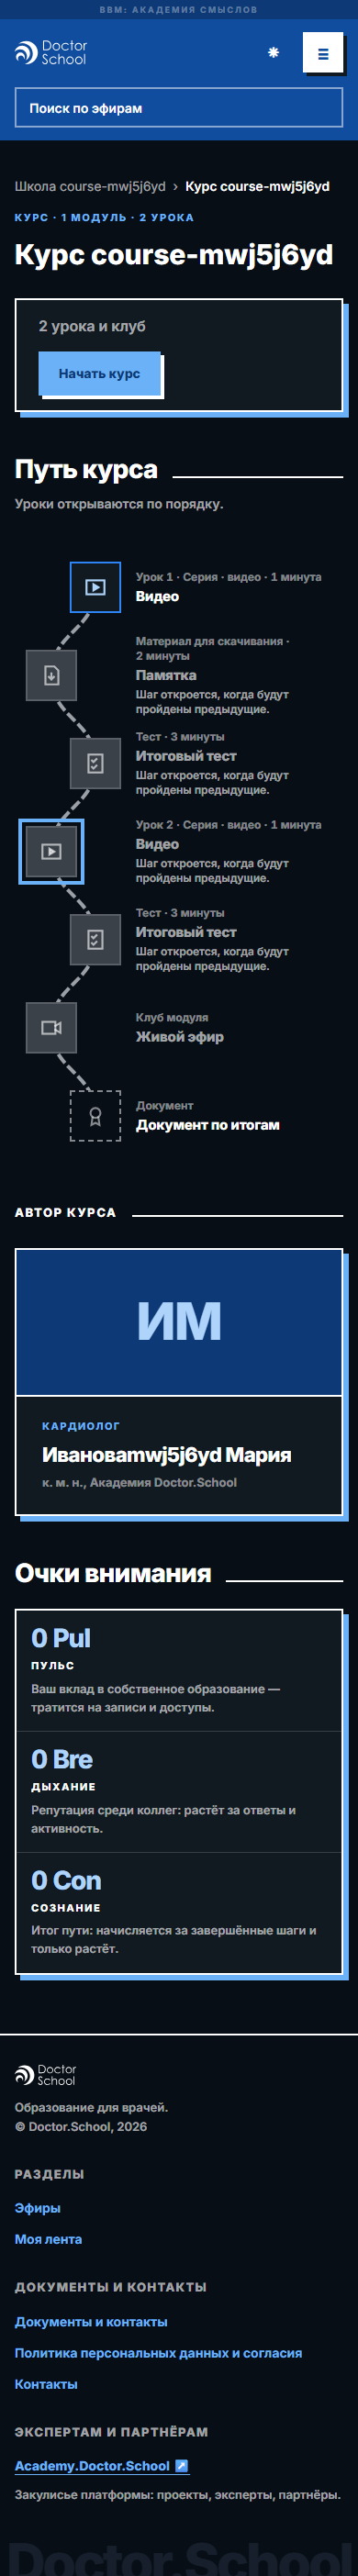 ВВМ: АКАДЕМИЯ СМЫСЛОВ
Doctor
School
Поиск по эфирам
Школа course-mwj5j6yd › Курс course-mwj5j6yd
КУРС · 1 МОДУЛЬ · 2 УРОКА
Курс course-mwj5j6yd
2 урока и клуб
Начать курс
Путь курса
Уроки открываются по порядку.
Урок 1 · Серия · видео · 1 минута
Видео
Материал для скачивания ·
2 минуты
Памятка
Шаг откроется, когда будут
пройдены предыдущие.
Тест · 3 минуты
Итоговый тест
Шаг откроется, когда будут
пройдены предыдущие.
Урок 2 · Серия · видео · 1 минута
Видео
Шаг откроется, когда будут
пройдены предыдущие.
Тест · 3 минуты
Итоговый тест
Шаг откроется, когда будут
пройдены предыдущие.
Клуб модуля
Живой эфир
Документ
Документ по итогам
АВТОР КУРСА
ИМ
КАРДИОЛОГ
Ивановаmwj5j6yd Мария
к. м. н., Академия Doctor.School
Очки внимания
0 Pul
ПУЛЬС
Ваш вклад в собственное образование —
тратится на записи и доступы.
0 Bre
ДЫХАНИЕ
Репутация среди коллег: растёт за ответы и
активность.
0 Con
СОЗНАНИЕ
Итог пути: начисляется за завершённые шаги и
только растёт.
Doctor
School
Образование для врачей.
© Doctor.School, 2026
РАЗДЕЛЫ
Эфиры
Моя лента
ДОКУМЕНТЫ И КОНТАКТЫ
Документы и контакты
Политика персональных данных и согласия
Контакты
ЭКСПЕРТАМ И ПАРТНЁРАМ
Academy.Doctor.School ↗
Закулисье платформы: проекты, эксперты, партнёры.
Doctor.School